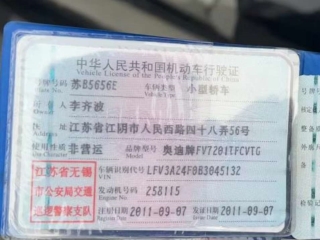 中华人民共和国机动车行驶证
Vehicle License of the People's Republic of China
号牌号码 苏B5656E 车辆类型 小型轿车
Vehicle Type
所有人 李齐波
住址 江苏省江阴市人民西路四十八弄56号
使用性质 非营运 品牌型号 奥迪牌FV7201TFCVTG
江苏省无锡
市公安局交通
巡逻警察支队
车辆识别代号 LFV3A24F0B3045132
VIN
发动机号码 258115
Engine No.
注册日期 2011-09-07 发证日期 2011-09-07